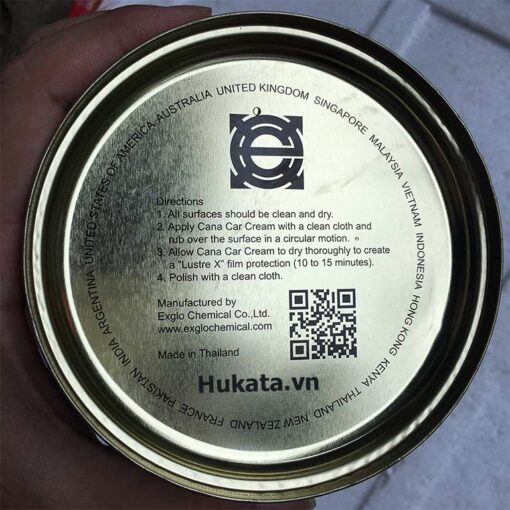 UNITED STATES OF AMERICA AUSTRALIA UNITED KINGDOM SINGAPORE MALAYSIA VIETNAM INDONESIA HONG KONG KENYA THAILAND NEW ZEALAND FRANCE PAKISTAN INDIA ARGENTINA
Directions
1. All surfaces should be clean and dry.
2. Apply Cana Car Cream with a clean cloth and
rub over the surface in a circular motion.
3. Allow Cana Car Cream to dry thoroughly to create
a "Lustre X" film protection (10 to 15 minutes).
4. Polish with a clean cloth.
Manufactured by
Exglo Chemical Co.,Ltd.
www.exglochemical.com
Made in Thailand
Hukata.vn